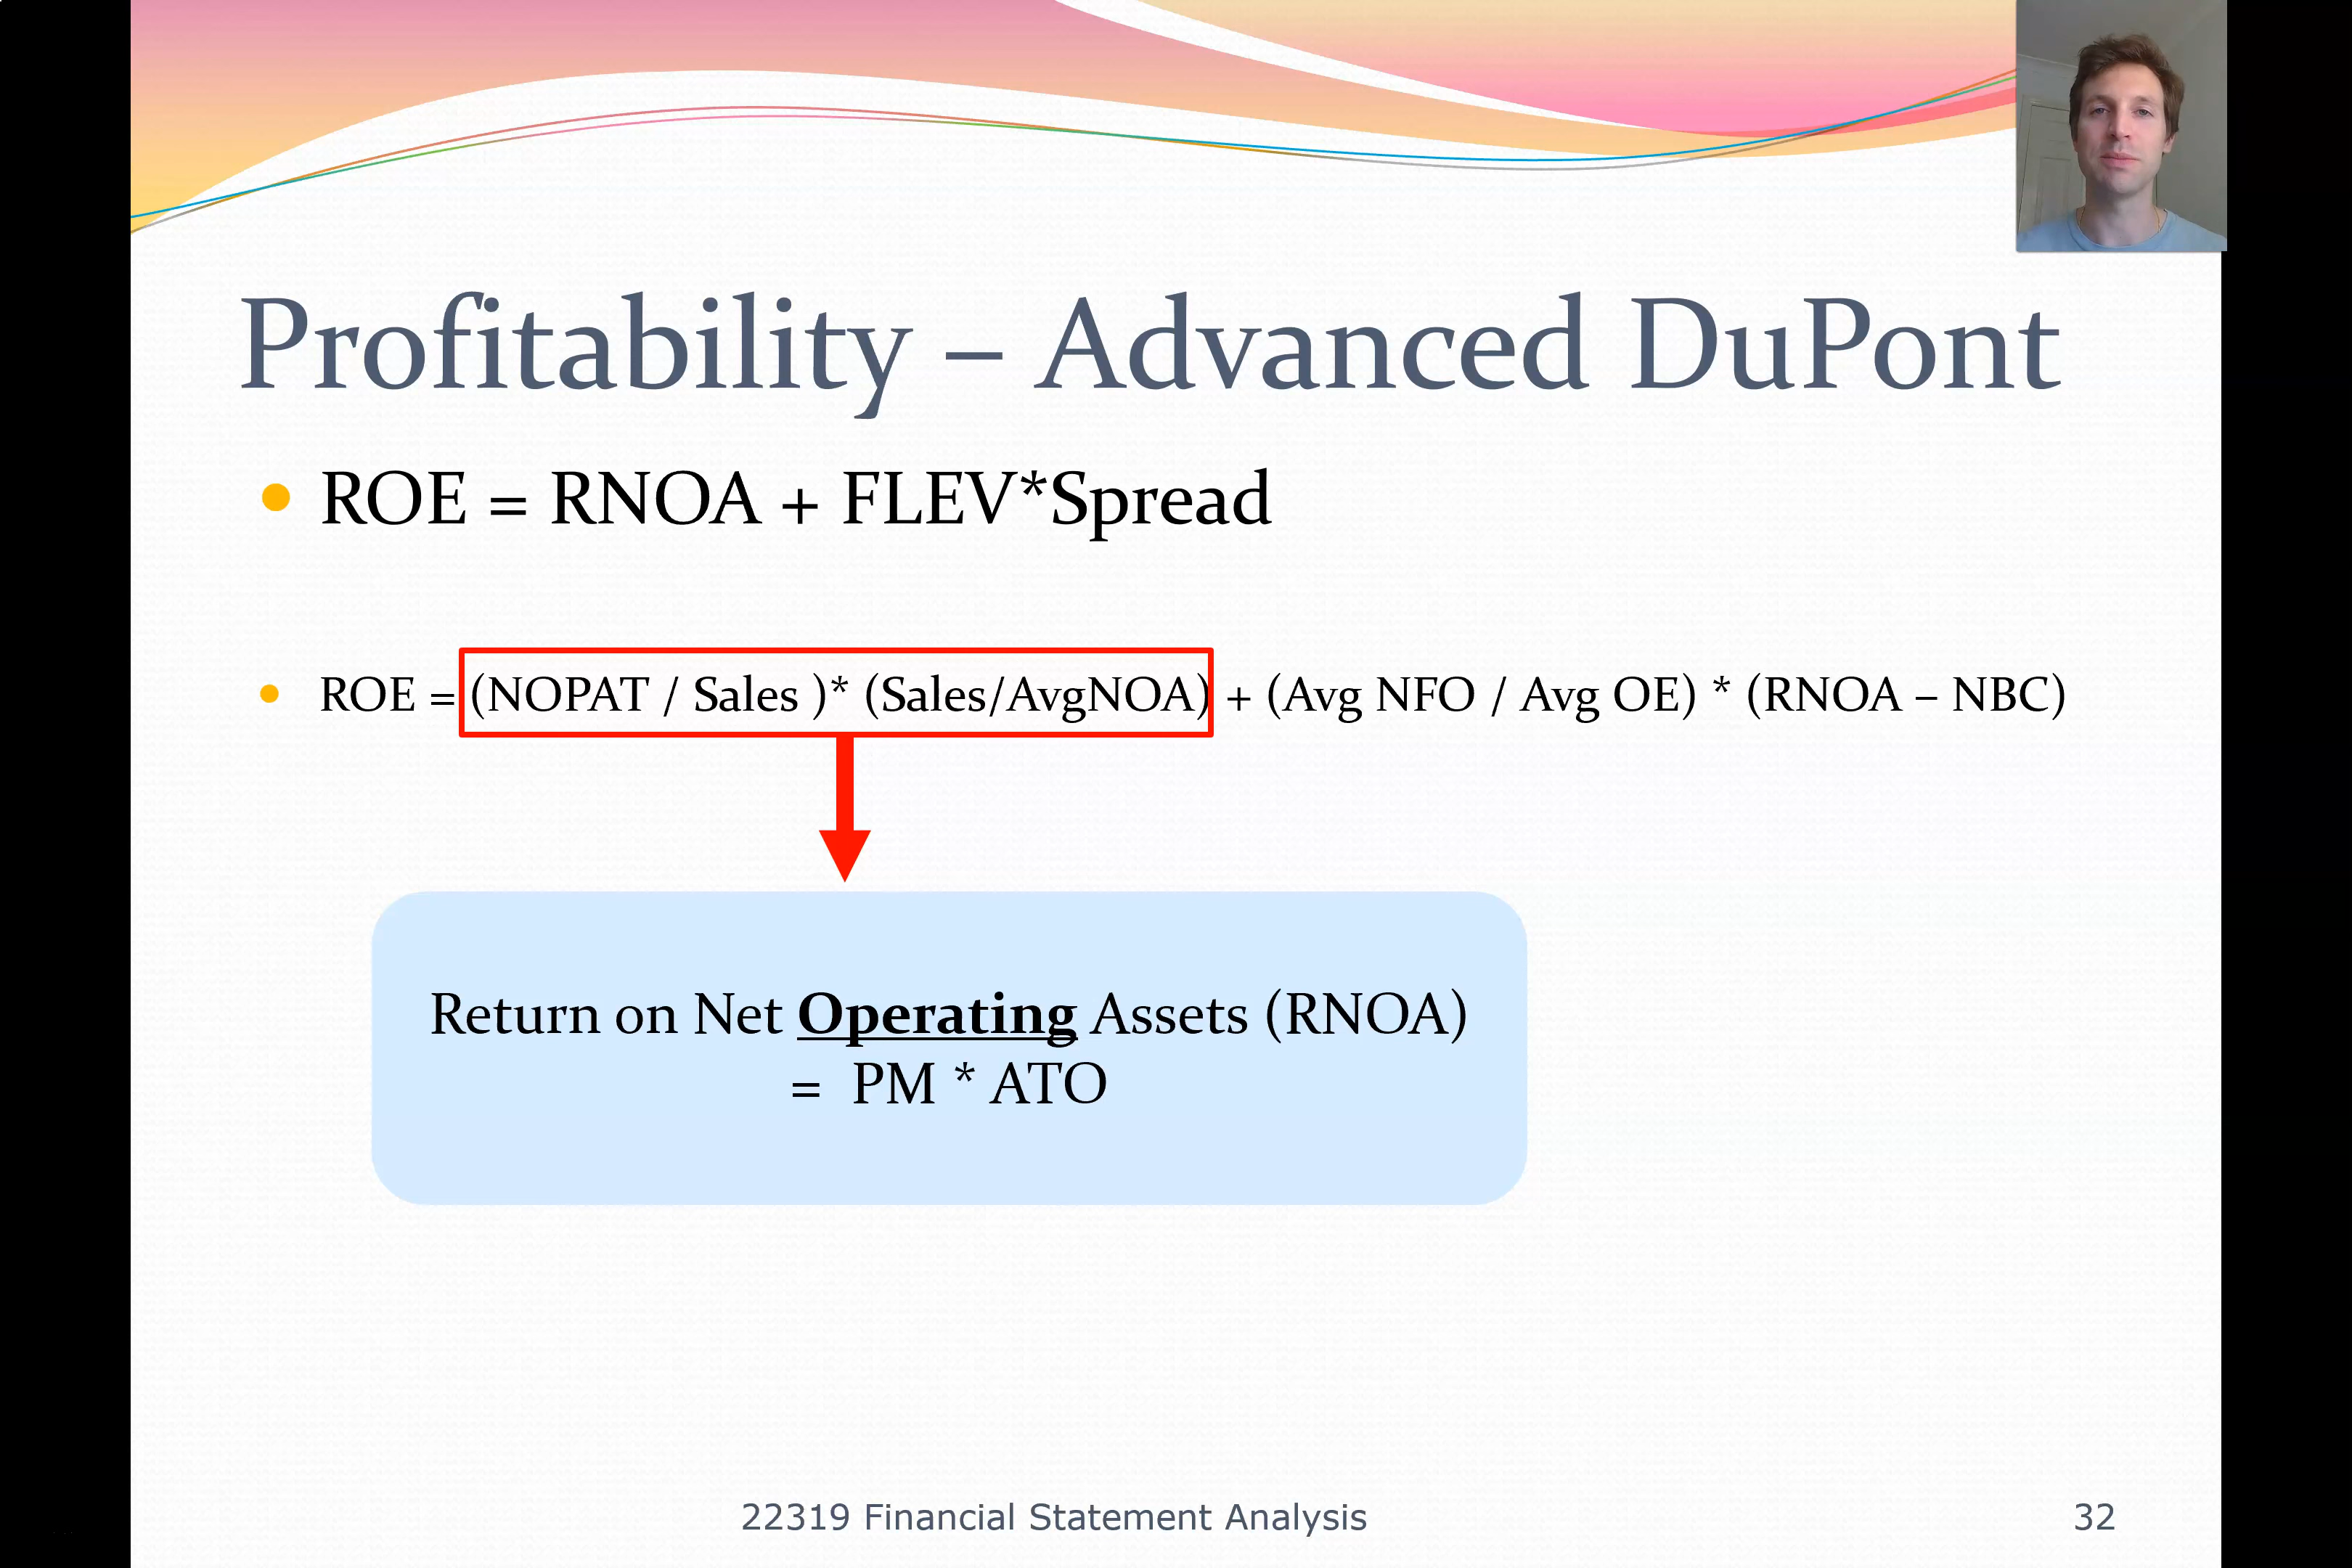 Profitability – Advanced DuPont
ROE = RNOA + FLEV*Spread
ROE = (NOPAT / Sales )* (Sales/AvgNOA) + (Avg NFO / Avg OE) * (RNOA – NBC)
Return on Net Operating Assets (RNOA)
= PM * ATO
22319 Financial Statement Analysis
32